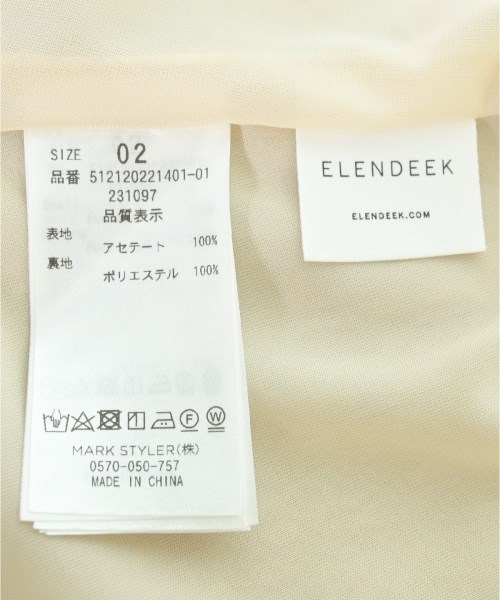 SIZE 02
品番 512120221401-01
231097
品質表示
表地 アセテート 100%
裏地 ポリエステル 100%
F W
MARK STYLER(株)
0570-050-757
MADE IN CHINA
ELENDEEK
ELENDEEK.COM